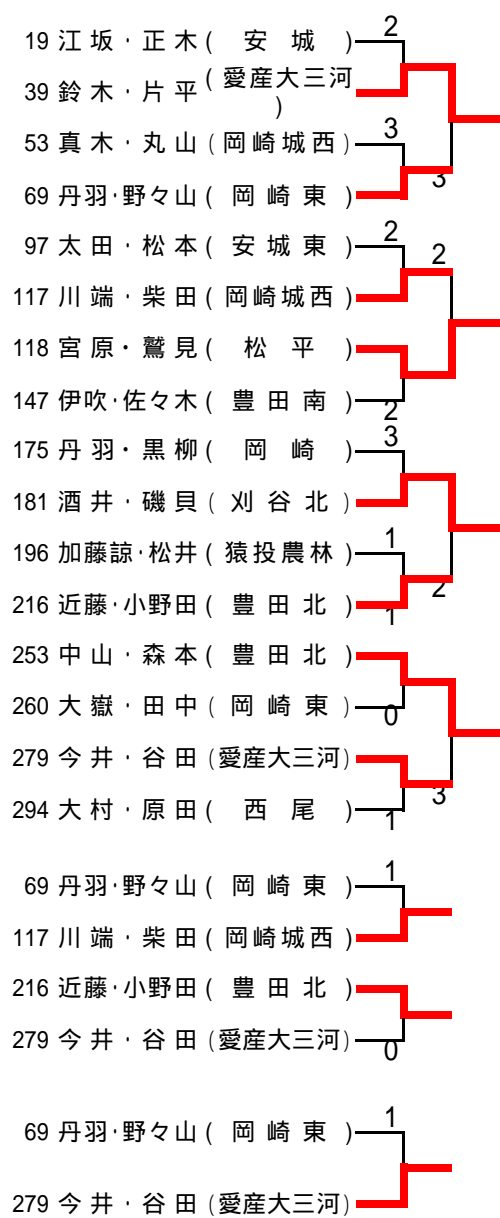 2
19 江坂・正木 ( 安城 )
39 鈴木・片平 ( 愛産大三河 )
3
53 真木・丸山 ( 岡崎城西 )
3
69 丹羽・野々山 ( 岡崎東 )
2
97 太田・松本 ( 安城東 )
2
117 川端・柴田 ( 岡崎城西 )
118 宮原・鷲見 ( 松平 )
147 伊吹・佐々木 ( 豊田南 )
2
3
175 丹羽・黒柳 ( 岡崎 )
181 酒井・磯貝 ( 刈谷北 )
1
196 加藤諒・松井 ( 猿投農林 )
2
216 近藤・小野田 ( 豊田北 )
1
253 中山・森本 ( 豊田北 )
260 大嶽・田中 ( 岡崎東 )
0
279 今井・谷田 (愛産大三河)
3
294 大村・原田 ( 西尾 )
1
1
69 丹羽・野々山 ( 岡崎東 )
117 川端・柴田 ( 岡崎城西 )
216 近藤・小野田 ( 豊田北 )
279 今井・谷田 (愛産大三河)
0
1
69 丹羽・野々山 ( 岡崎東 )
279 今井・谷田 (愛産大三河)